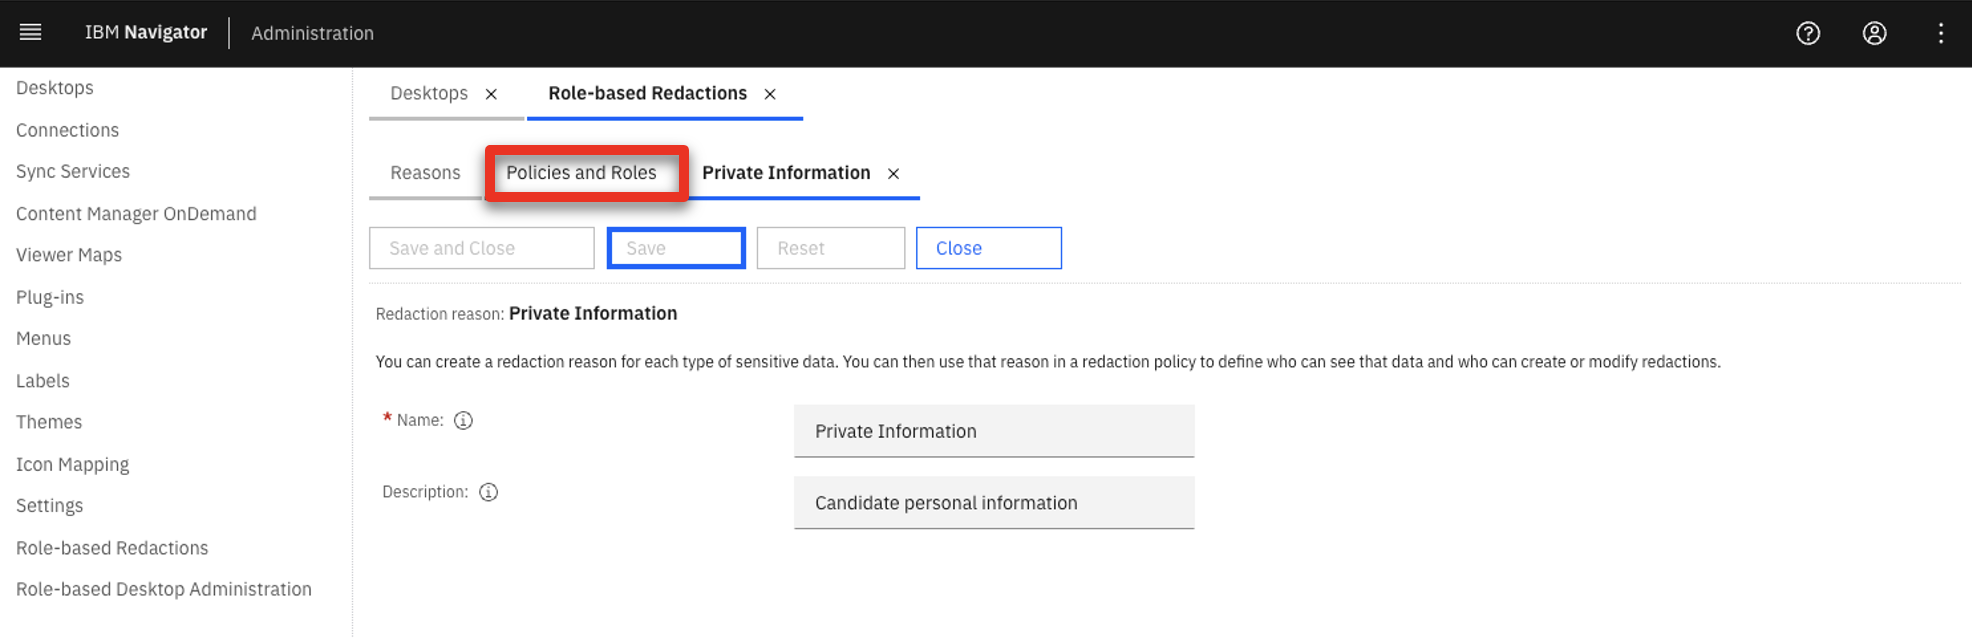 IBM Navigator Administration
Desktops
Connections
Sync Services
Content Manager OnDemand
Viewer Maps
Plug-ins
Menus
Labels
Themes
Icon Mapping
Settings
Role-based Redactions
Role-based Desktop Administration
Desktops Role-based Redactions
Reasons Policies and Roles Private Information
Save and Close Save Reset Close
Redaction reason: Private Information
You can create a redaction reason for each type of sensitive data. You can then use that reason in a redaction policy to define who can see that data and who can create or modify redactions.
* Name: Private Information
Description: Candidate personal information